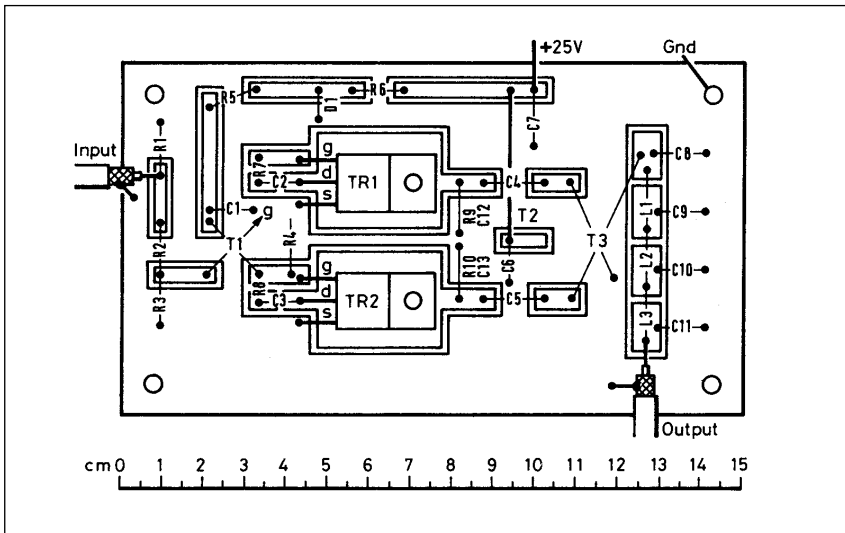 +25V
Gnd
R5
D1
R6
C7
R1
Input
g
R7
d
C2
s
TR1
C4
C8
R9
C12
C1
g
T1
R4
T2
T3
L1
C9
R2
R3
g
R8
d
C3
s
TR2
R10
C13
C6
C5
L2
C10
L3
C11
Output
cm 0 1 2 3 4 5 6 7 8 9 10 11 12 13 14 15